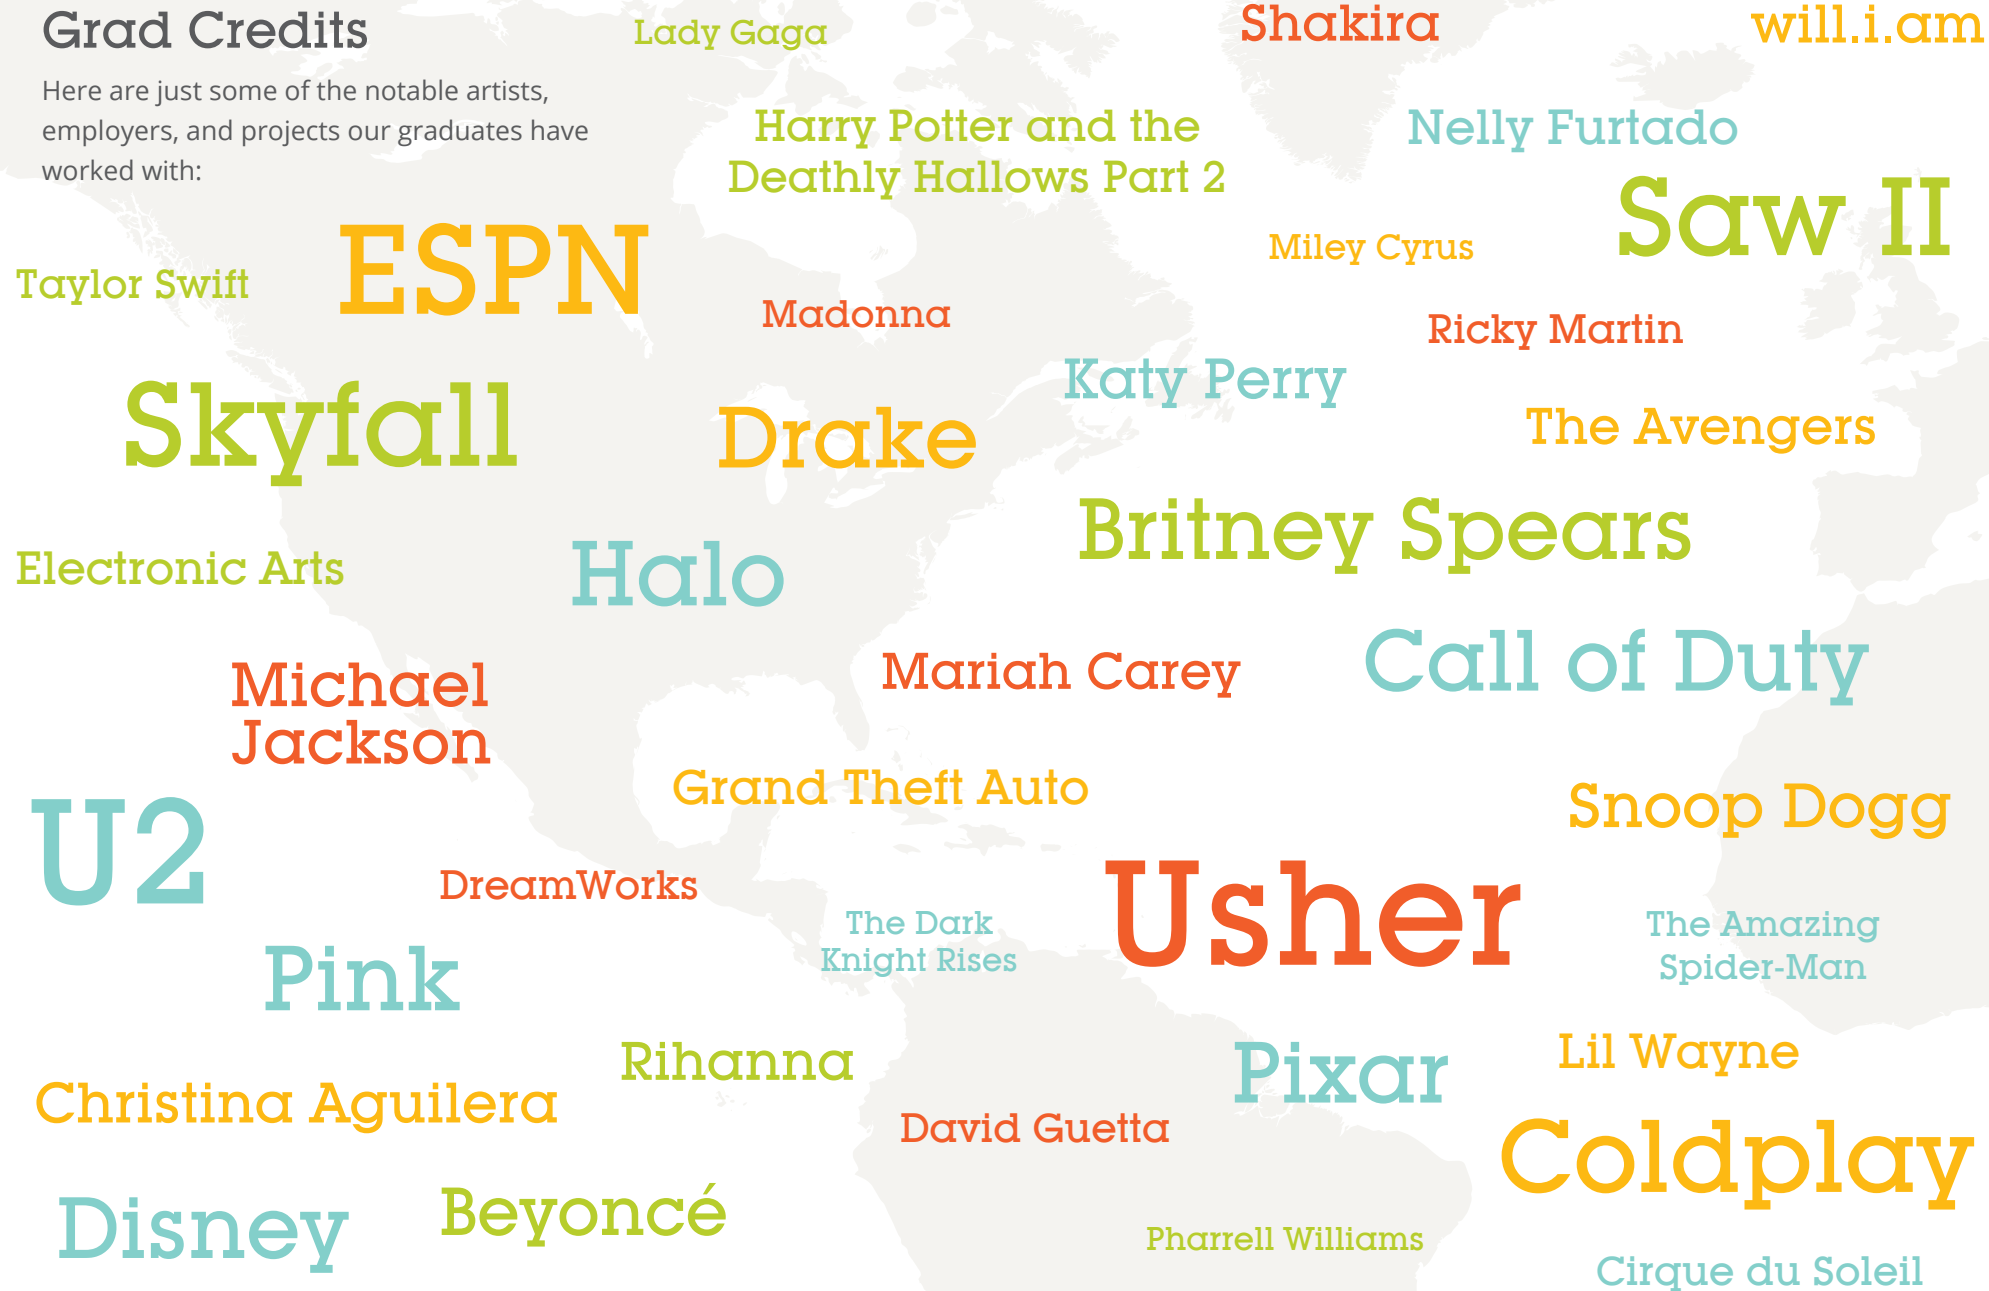 Grad Credits
Here are just some of the notable artists,
employers, and projects our graduates have
worked with:
Lady Gaga
Shakira
will.i.am
Harry Potter and the
Deathly Hallows Part 2
Nelly Furtado
Saw II
Taylor Swift
ESPN
Miley Cyrus
Madonna
Ricky Martin
Skyfall
Drake
Katy Perry
The Avengers
Electronic Arts
Halo
Britney Spears
Michael
Jackson
Mariah Carey
Call of Duty
U2
Grand Theft Auto
Snoop Dogg
DreamWorks
Usher
The Dark
Knight Rises
The Amazing
Spider-Man
Pink
Rihanna
Pixar
Lil Wayne
Christina Aguilera
David Guetta
Coldplay
Disney
Beyoncé
Pharrell Williams
Cirque du Soleil